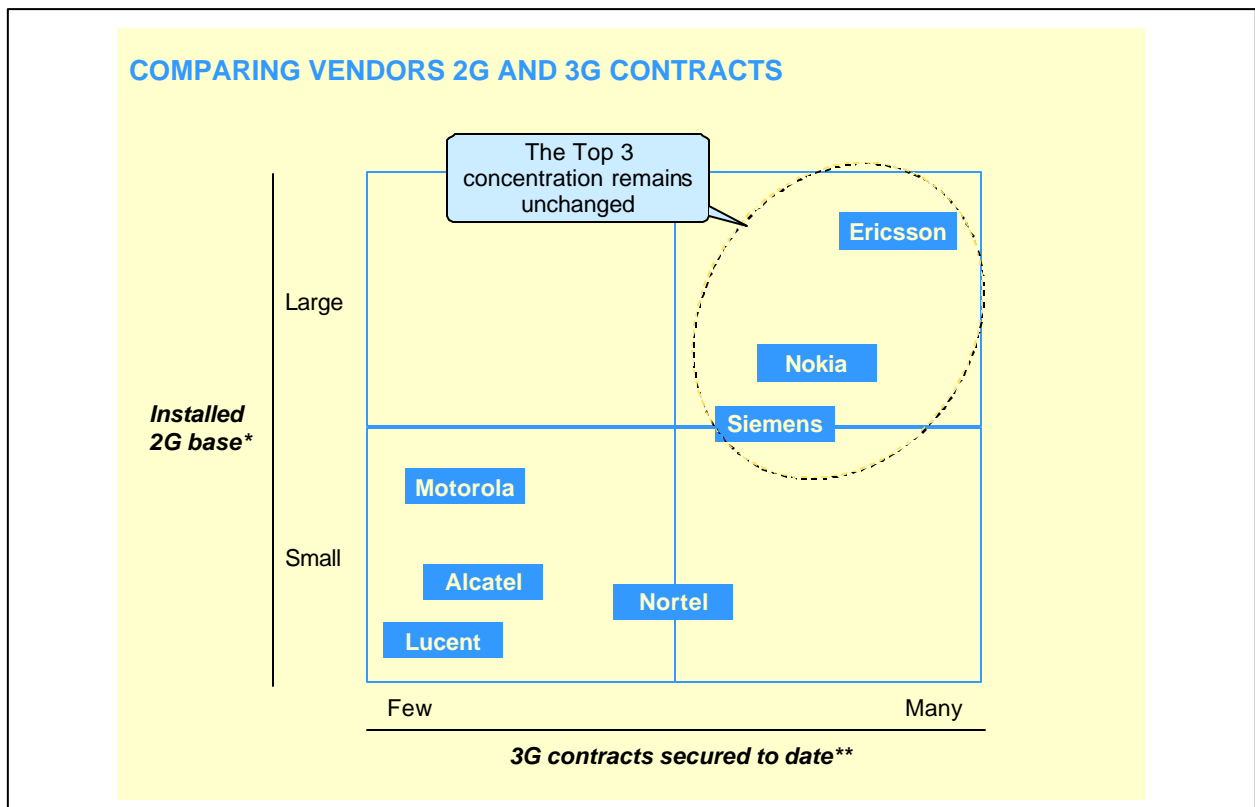 COMPARING VENDORS 2G AND 3G CONTRACTS
The Top 3
concentration remains
unchanged
Ericsson
Large
Nokia
Installed
2G base*
Siemens
Motorola
Small
Alcatel
Nortel
Lucent
Few
Many
3G contracts secured to date**